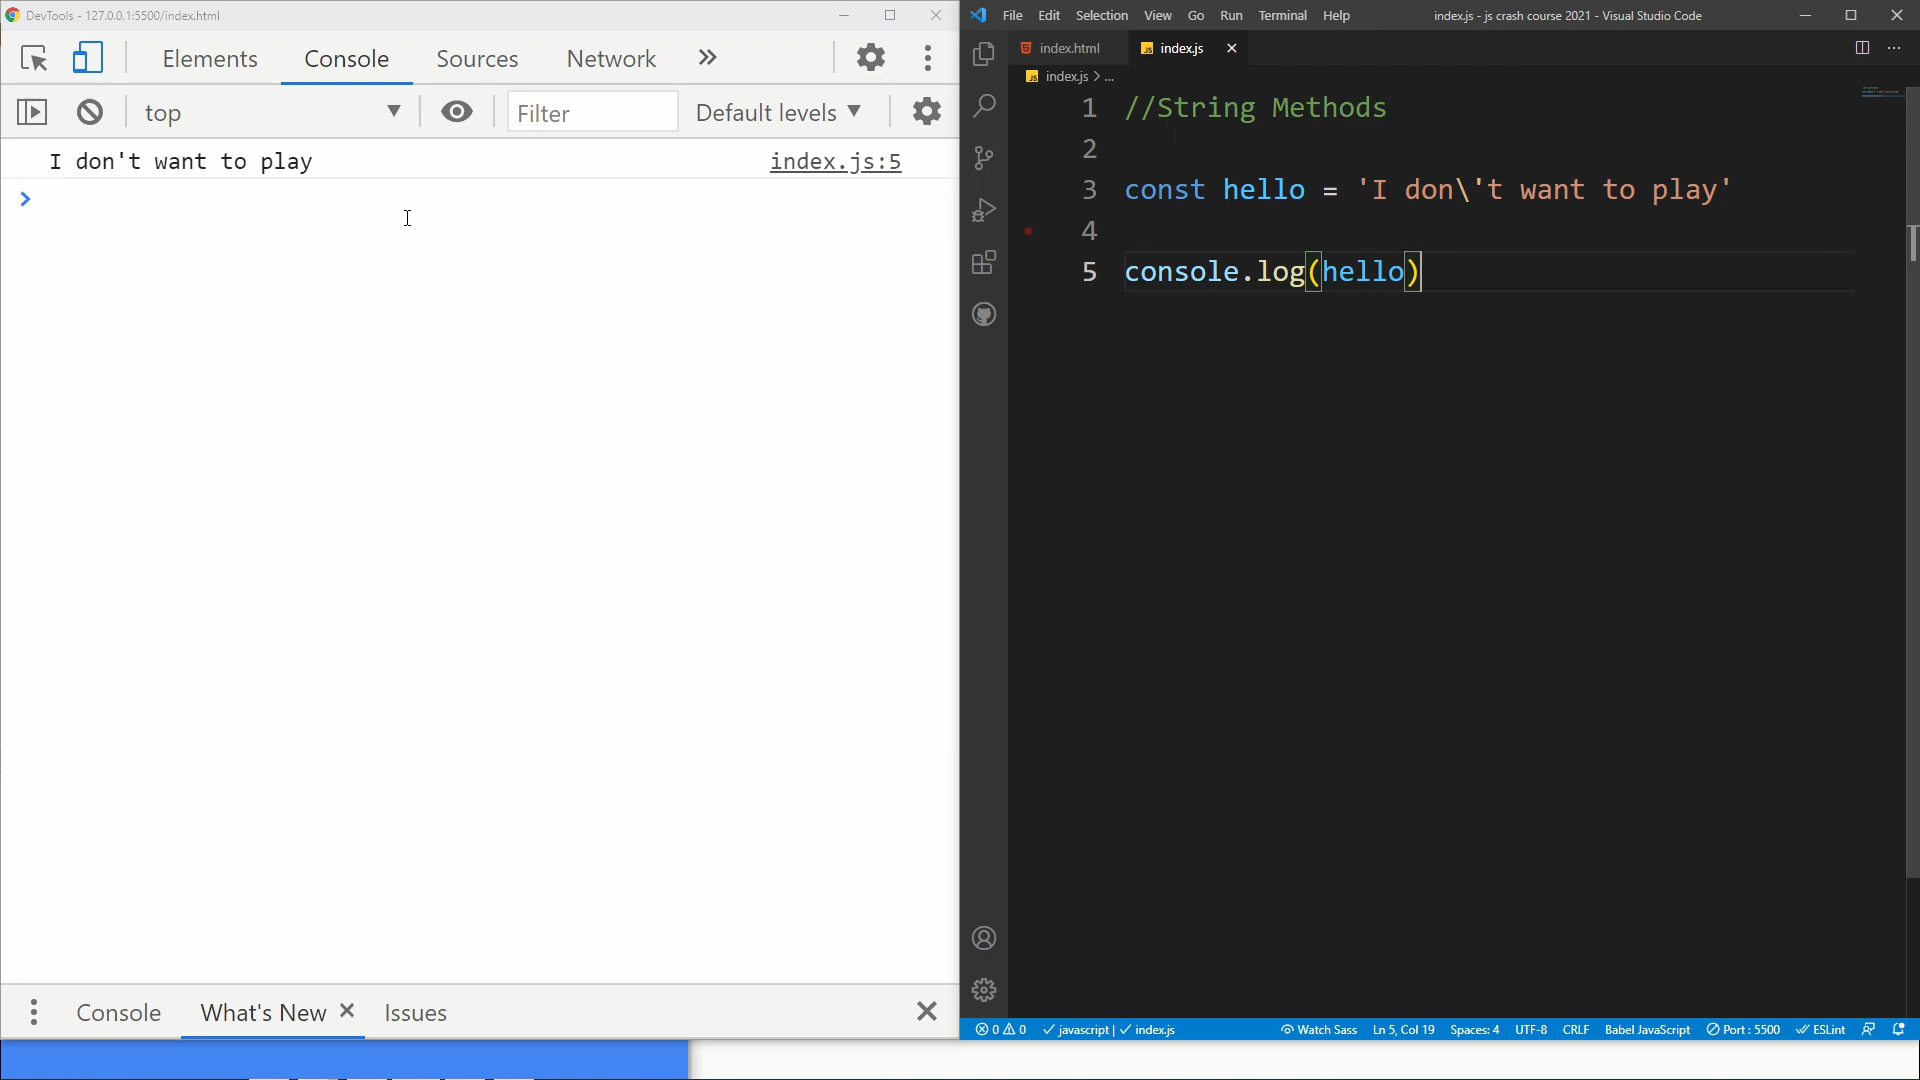 DevTools - 127.0.0.1:5500/index.html
Elements Console Sources Network
top Filter Default levels
I don't want to play index.js:5
Console What's New Issues
File Edit Selection View Go Run Terminal Help index.js - js crash course 2021 - Visual Studio Code
index.html index.js
index.js > ...
1 //String Methods
2
3 const hello = 'I don\'t want to play'
4
5 console.log(hello)
0 0 javascript | index.js Watch Sass Ln 5, Col 19 Spaces: 4 UTF-8 CRLF Babel JavaScript Port : 5500 ESLint